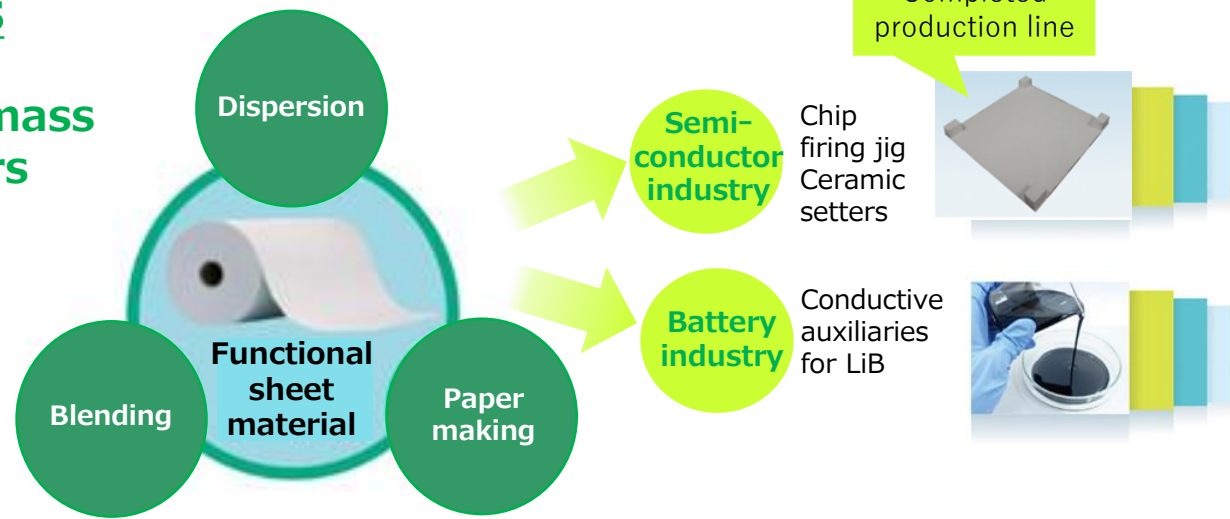 s
mass
rs
Dispersion
Blending
Paper
making
Functional
sheet
material
Semi-
conductor
industry
Chip
firing jig
Ceramic
setters
Completed
production line
Battery
industry
Conductive
auxiliaries
for LiB